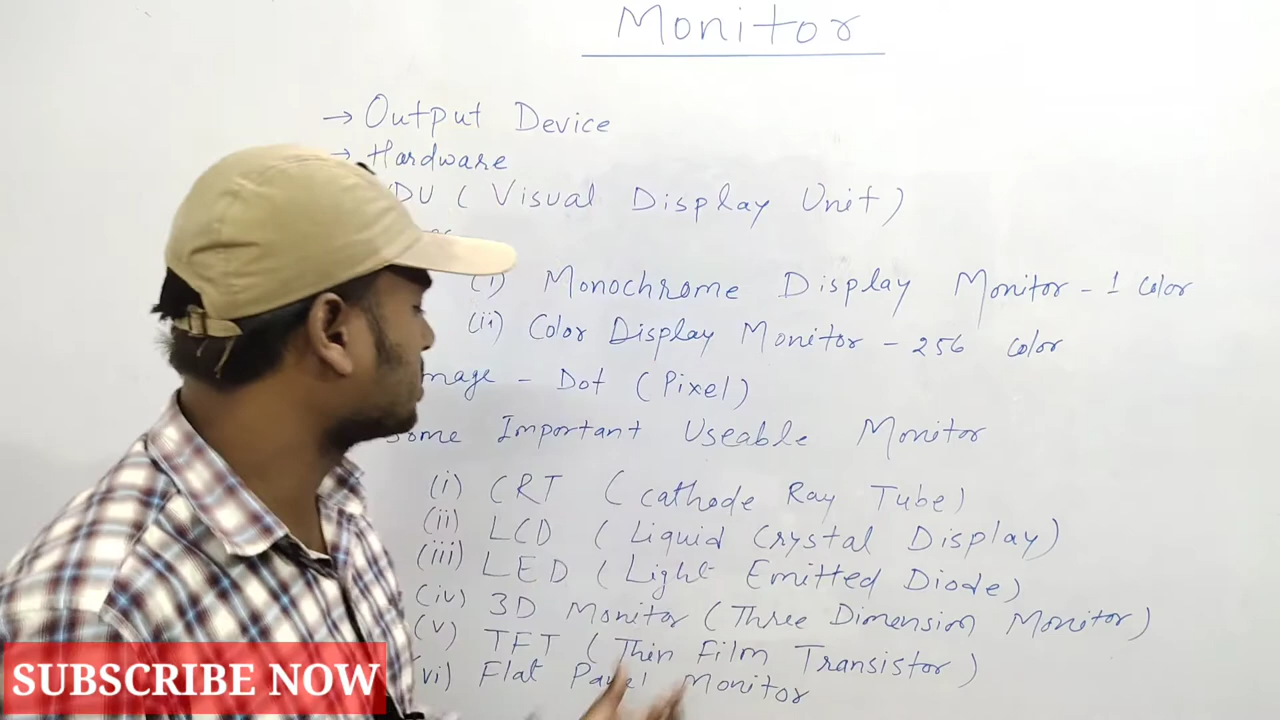 Monitor
→ Output Device
→ Hardware
VDU (Visual Display Unit)
(i) Monochrome Display Monitor - 1 Color
(ii) Color Display Monitor - 256 Color
Image - Dot (Pixel)
Some Important Useable Monitor
(i) CRT (Cathode Ray Tube)
(ii) LCD (Liquid Crystal Display)
(iii) LED (Light Emitted Diode)
(iv) 3D Monitor (Three Dimension Monitor)
(v) TFT (Thin Film Transistor)
(vi) Flat Panel Monitor
SUBSCRIBE NOW